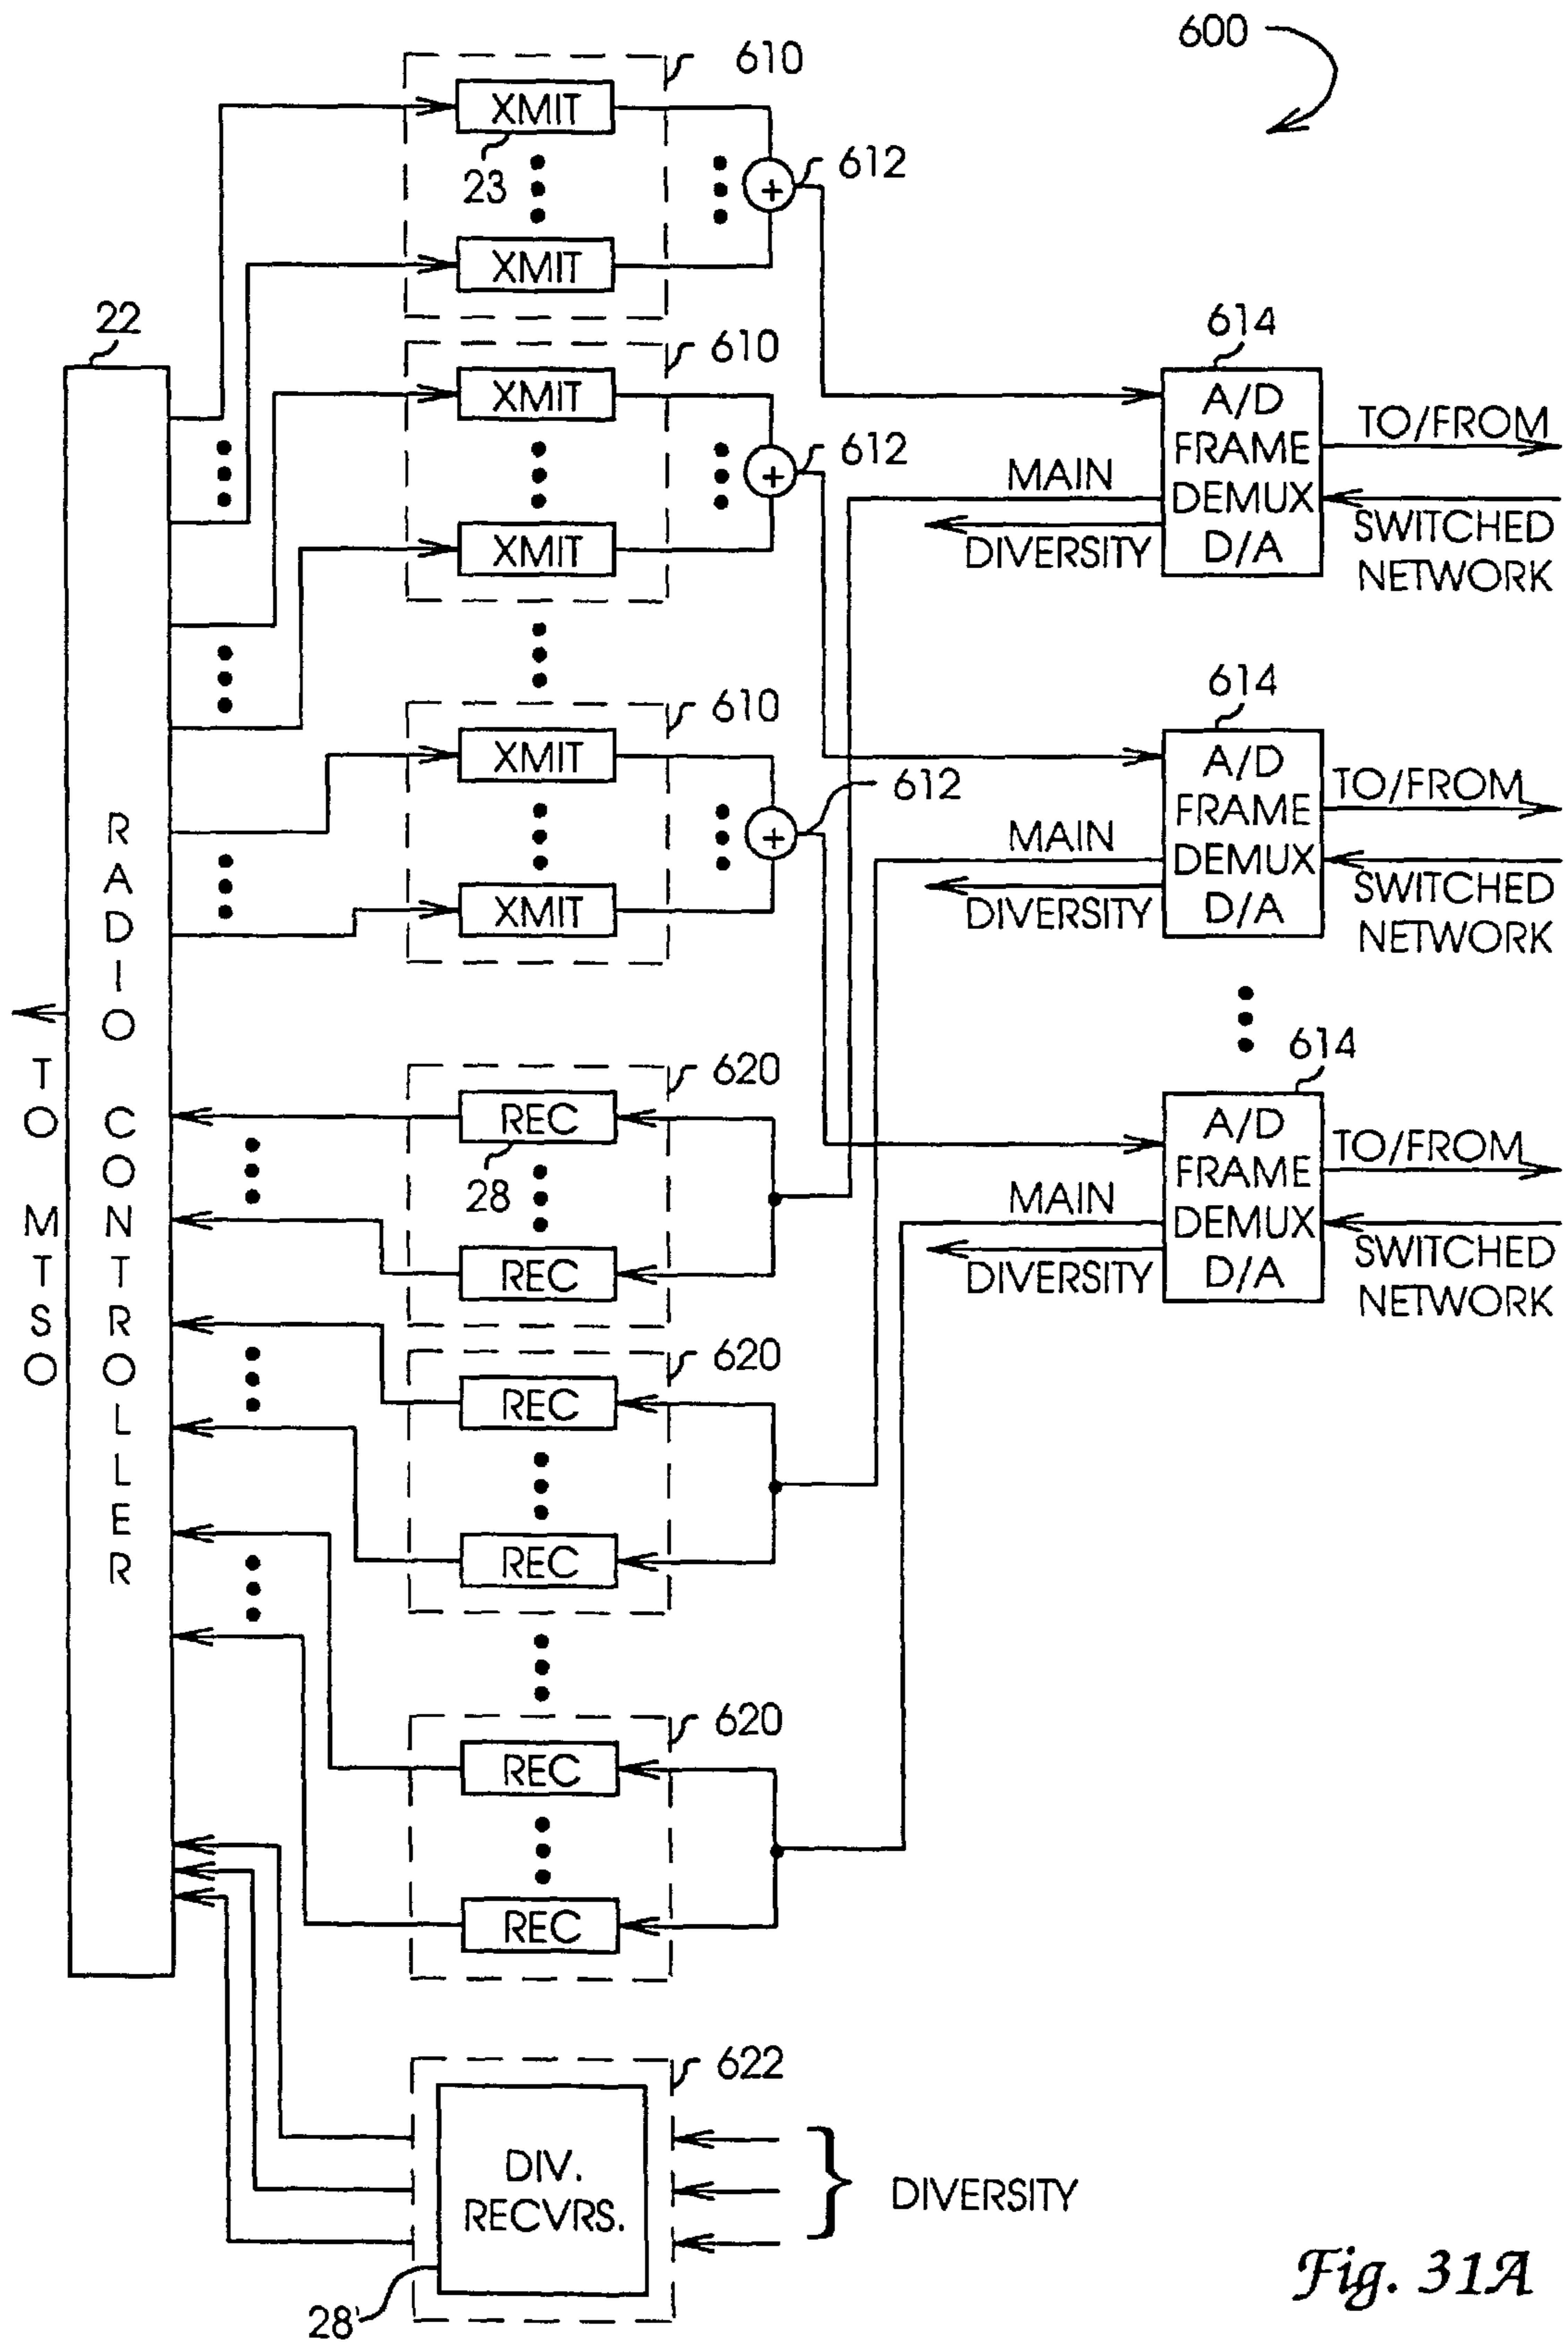 600
610
XMIT
23
612
XMIT
22
610
XMIT
612
XMIT
614
A/D
FRAME
DEMUX
D/A
TO/FROM
SWITCHED
NETWORK
MAIN
DIVERSITY
610
XMIT
612
XMIT
614
A/D
FRAME
DEMUX
D/A
TO/FROM
SWITCHED
NETWORK
MAIN
DIVERSITY
RADIO CONTROLLER
TO MTSO
620
REC
28
REC
614
A/D
FRAME
DEMUX
D/A
TO/FROM
SWITCHED
NETWORK
MAIN
DIVERSITY
620
REC
REC
620
REC
REC
622
DIV.
RECVRS.
28'
DIVERSITY
Fig. 31A